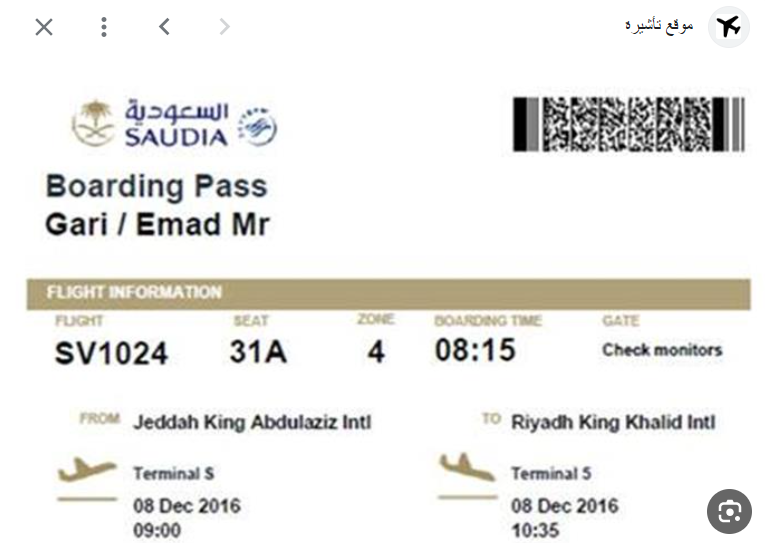 موقع تأشيرة
السعودية
SAUDIA
Boarding Pass
Gari / Emad Mr
FLIGHT INFORMATION
FLIGHT SEAT ZONE BOARDING TIME GATE
SV1024 31A 4 08:15 Check monitors
FROM Jeddah King Abdulaziz Intl TO Riyadh King Khalid Intl
Terminal S Terminal 5
08 Dec 2016 08 Dec 2016
09:00 10:35